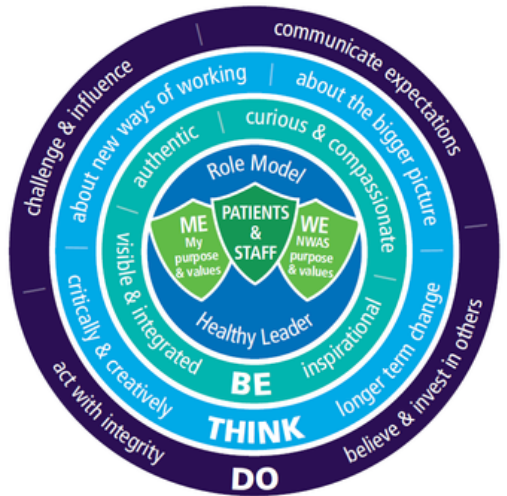 challenge & influence
communicate expectations
about new ways of working
about the bigger picture
authentic
curious & compassionate
Role Model
ME
My
purpose
& values
PATIENTS
&
STAFF
WE
NWAS
purpose
& values
Healthy Leader
visible & integrated
inspirational
BE
critically & creatively
longer term change
THINK
act with integrity
believe & invest in others
DO